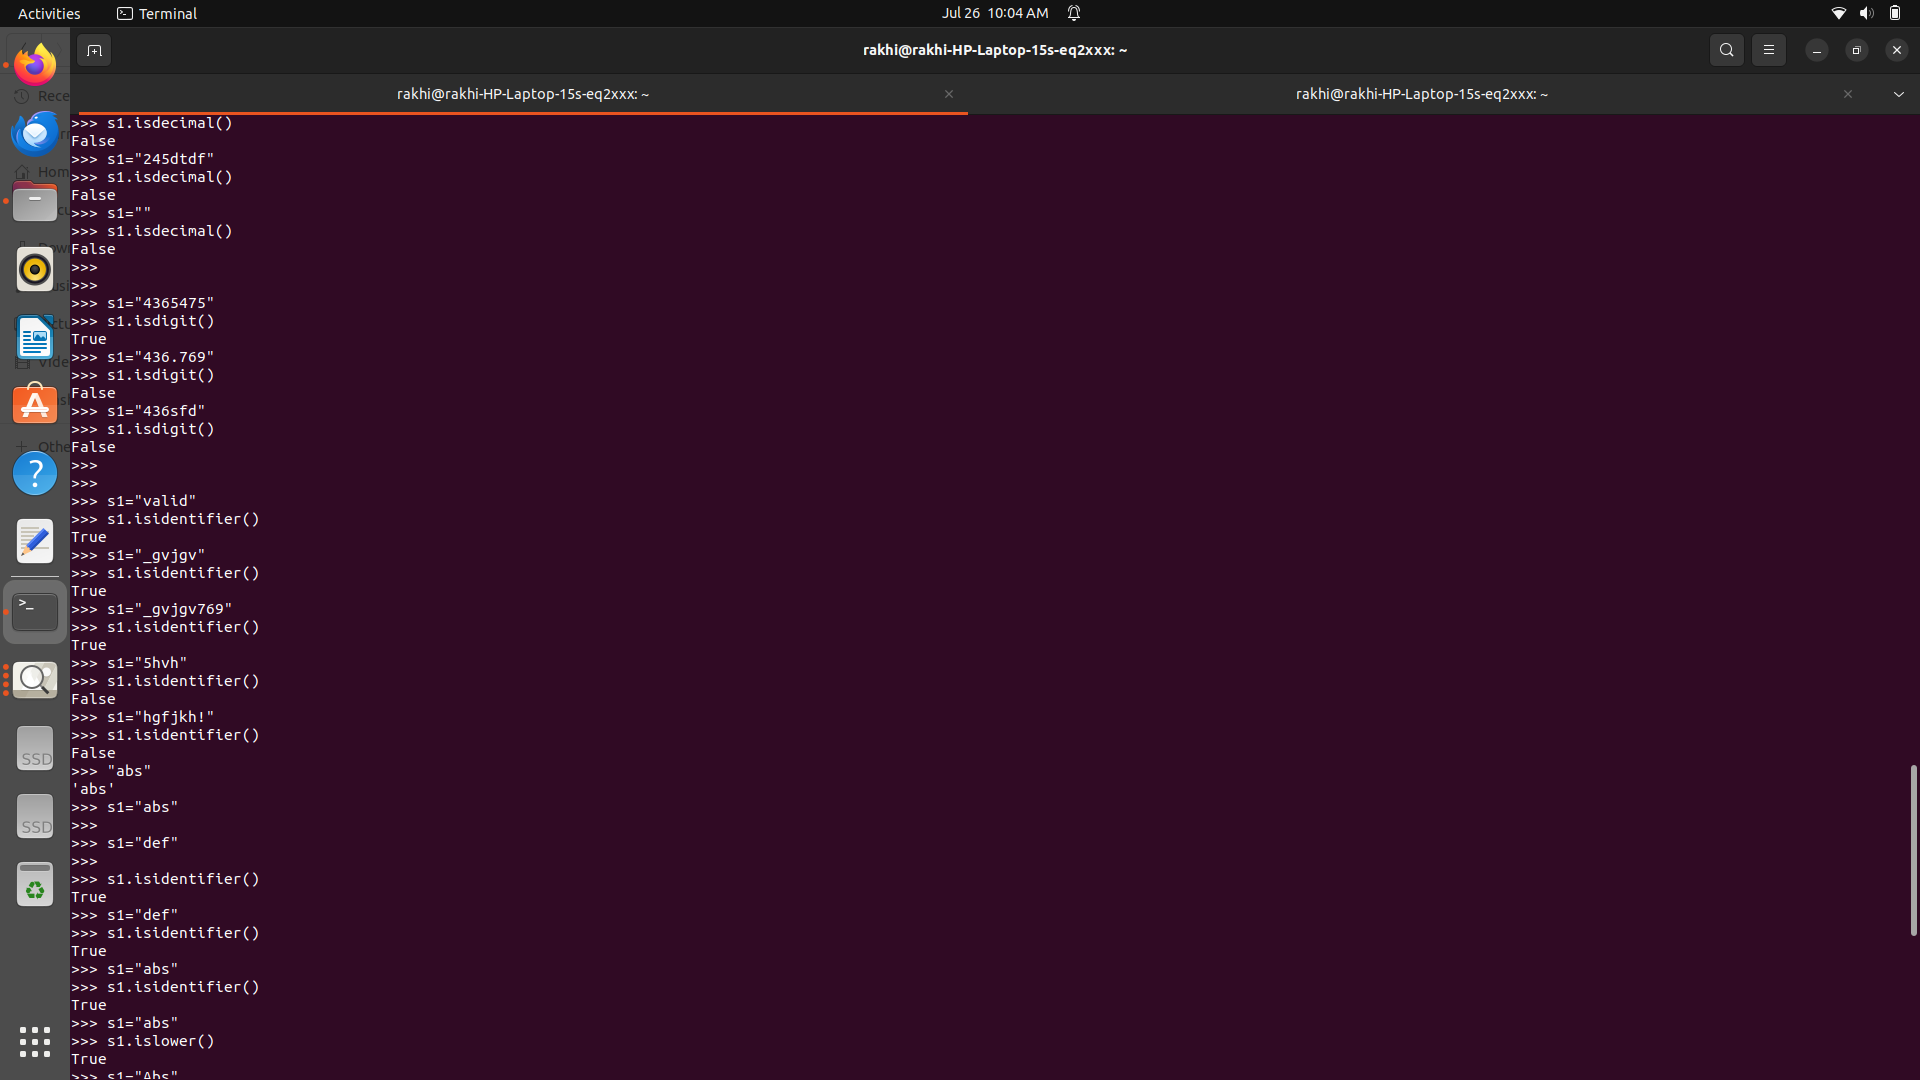 Activities
Terminal
Jul 26 10:04 AM
rakhi@rakhi-HP-Laptop-15s-eq2xxx: ~
rakhi@rakhi-HP-Laptop-15s-eq2xxx: ~
rakhi@rakhi-HP-Laptop-15s-eq2xxx: ~
Rece
Hom
Vide
Othe
SSD
SSD
>>> s1.isdecimal()
False
>>> s1="245dtdf"
>>> s1.isdecimal()
False
>>> s1=""
>>> s1.isdecimal()
False
>>>
>>>
>>> s1="4365475"
>>> s1.isdigit()
True
>>> s1="436.769"
>>> s1.isdigit()
False
>>> s1="436sfd"
>>> s1.isdigit()
False
>>>
>>>
>>> s1="valid"
>>> s1.isidentifier()
True
>>> s1="_gvjgv"
>>> s1.isidentifier()
True
>>> s1="_gvjgv769"
>>> s1.isidentifier()
True
>>> s1="5hvh"
>>> s1.isidentifier()
False
>>> s1="hgfjkh!"
>>> s1.isidentifier()
False
>>> "abs"
'abs'
>>> s1="abs"
>>>
>>> s1="def"
>>>
>>> s1.isidentifier()
True
>>> s1="def"
>>> s1.isidentifier()
True
>>> s1="abs"
>>> s1.isidentifier()
True
>>> s1="abs"
>>> s1.islower()
True
>>> s1="Abs"